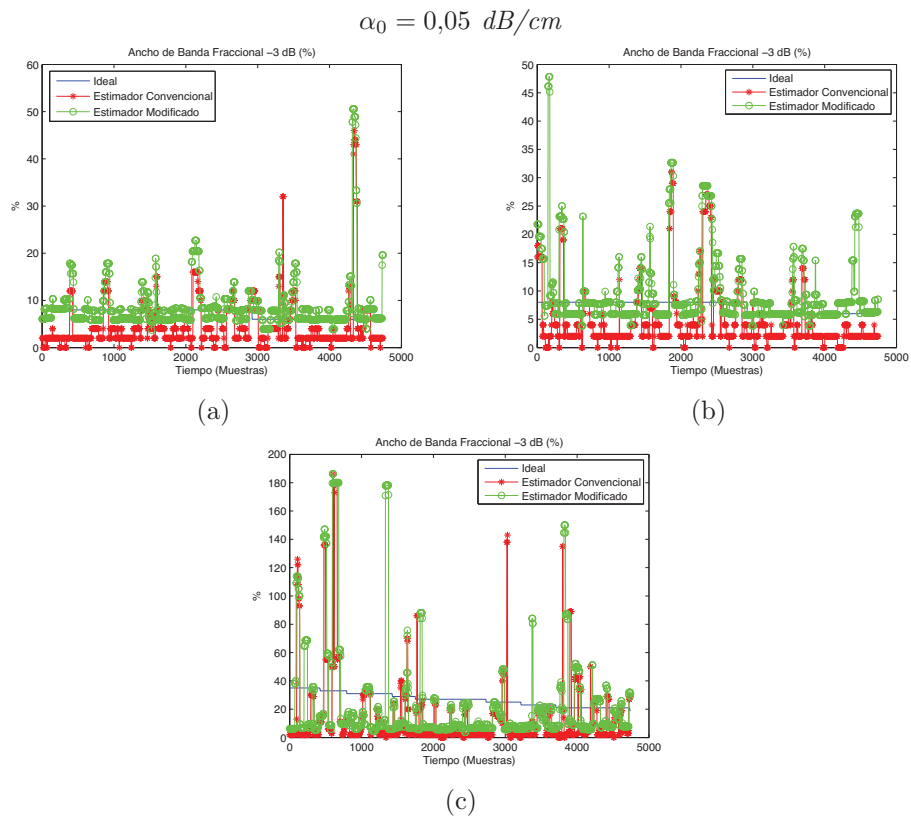 α₀ = 0,05 dB/cm
Ancho de Banda Fraccional −3 dB (%)
60
50
40
30
20
10
0
%
Ideal
Estimador Convencional
Estimador Modificado
0 1000 2000 3000 4000 5000
Tiempo (Muestras)
(a)
Ancho de Banda Fraccional −3 dB (%)
50
45
40
35
30
25
20
15
10
5
0
%
Ideal
Estimador Convencional
Estimador Modificado
0 1000 2000 3000 4000 5000
Tiempo (Muestras)
(b)
Ancho de Banda Fraccional −3 dB (%)
200
180
160
140
120
100
80
60
40
20
0
%
Ideal
Estimador Convencional
Estimador Modificado
0 1000 2000 3000 4000 5000
Tiempo (Muestras)
(c)